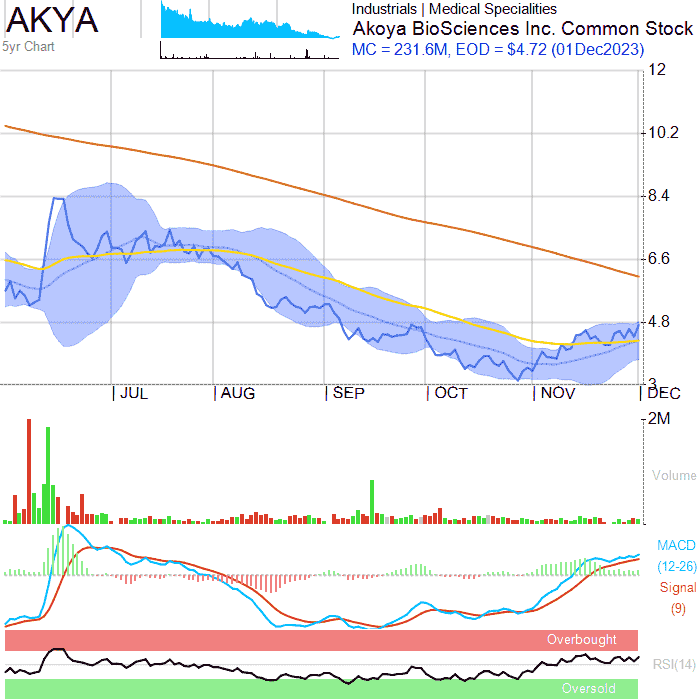 AKYA
5yr Chart
Industrials | Medical Specialities
Akoya BioSciences Inc. Common Stock
MC = 231.6M, EOD = $4.72 (01Dec2023)
12
10.2
8.4
6.6
4.8
3
JUL AUG SEP OCT NOV DEC
2M
Volume
MACD
(12-26)
Signal
(9)
Overbought
RSI(14)
Oversold